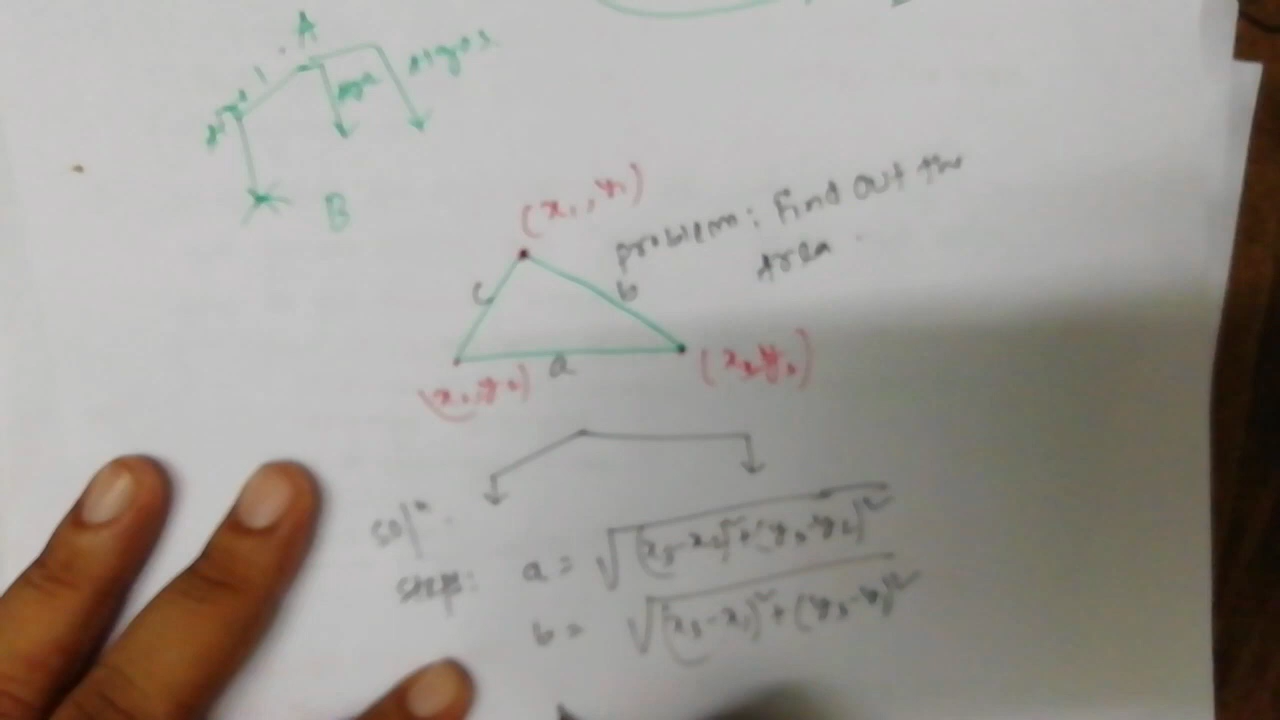 A
B
(x₁, y₁)
problem: Find out the
Area
c
b
a
(x₂, y₂)
(x₃, y₃)
solⁿ:
step:
a = √(x₃-x₂)²+(y₃-y₂)²
b = √(x₃-x₁)²+(y₃-y₁)²